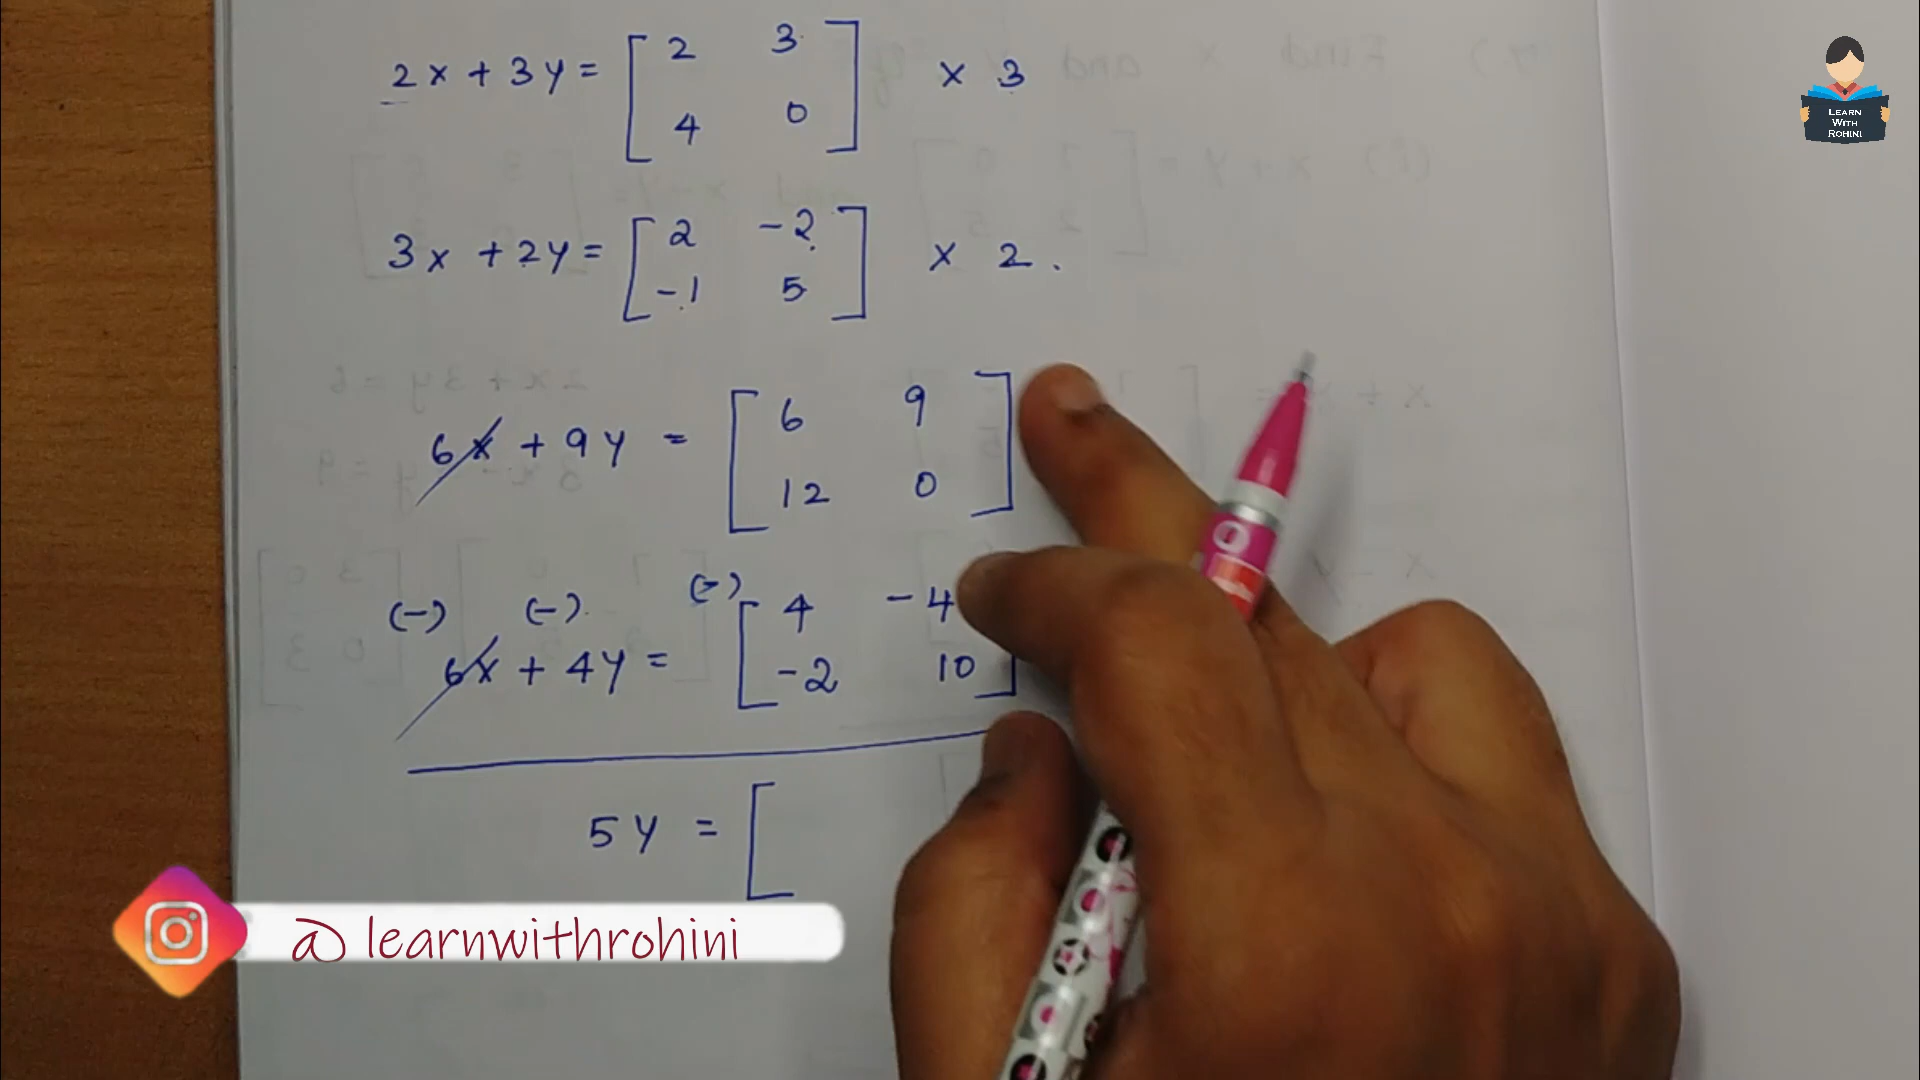 2x + 3y = [ 2 3 ] × 3
[ 4 0 ]
LEARN
WITH
ROHINI
3x + 2y = [ 2 -2 ] × 2.
[ -1 5 ]
6x + 9y = [ 6 9 ]
[ 12 0 ]
(-) (-) (-)
6x + 4y = [ 4 -4 ]
[ -2 10 ]
5y = [
@learnwithrohini